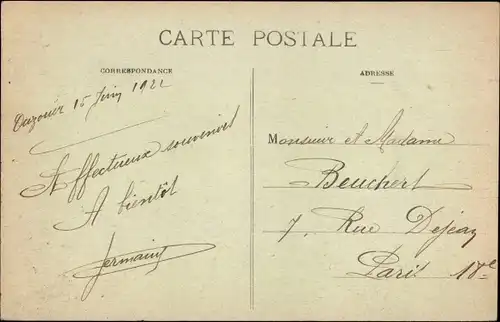 CARTE POSTALE
CORRESPONDANCE
ADRESSE
Ouzouer 15 Juin 1922
Affectueux souvenirs
A bientôt
Germaine
Monsieur et Madame
Beuchert
7, Rue Dejean
Paris 18e